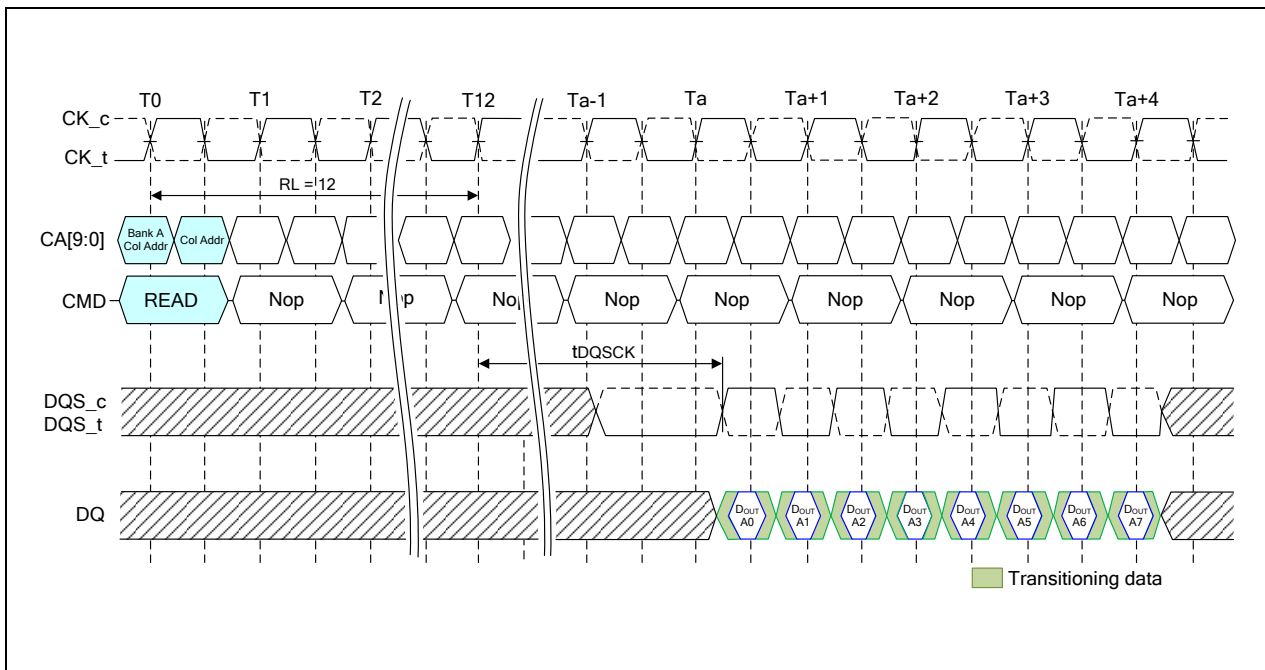 T0 T1 T2 T12 Ta-1 Ta Ta+1 Ta+2 Ta+3 Ta+4
CK_c
CK_t
RL = 12
CA[9:0]
Bank A
Col Addr
Col Addr
CMD READ Nop Nop Nop Nop Nop Nop Nop Nop Nop
tDQSCK
DQS_c
DQS_t
DQ
DOUT DOUT DOUT DOUT DOUT DOUT DOUT DOUT
A0 A1 A2 A3 A4 A5 A6 A7
Transitioning data